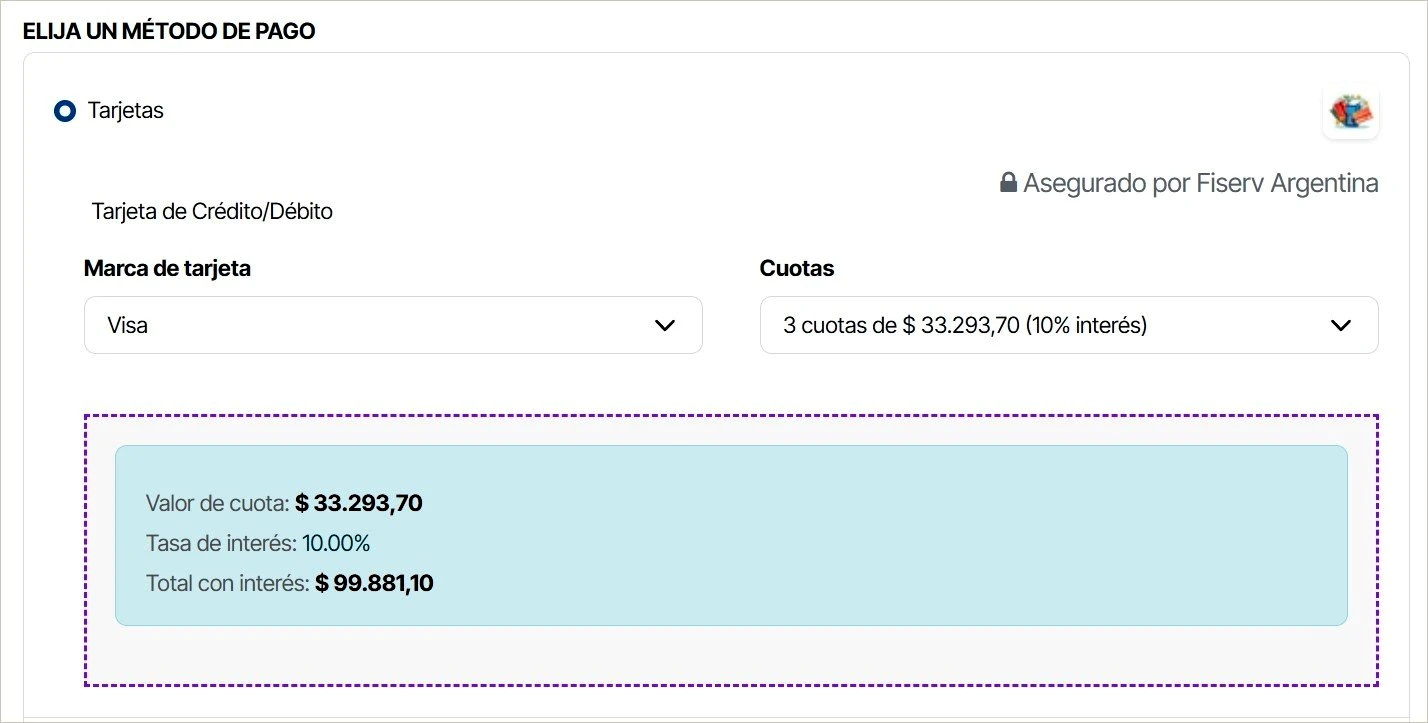 ELIJA UN MÉTODO DE PAGO
Tarjetas
Asegurado por Fiserv Argentina
Tarjeta de Crédito/Débito
Marca de tarjeta
Cuotas
Visa
3 cuotas de $ 33.293,70 (10% interés)
Valor de cuota: $ 33.293,70
Tasa de interés: 10.00%
Total con interés: $ 99.881,10